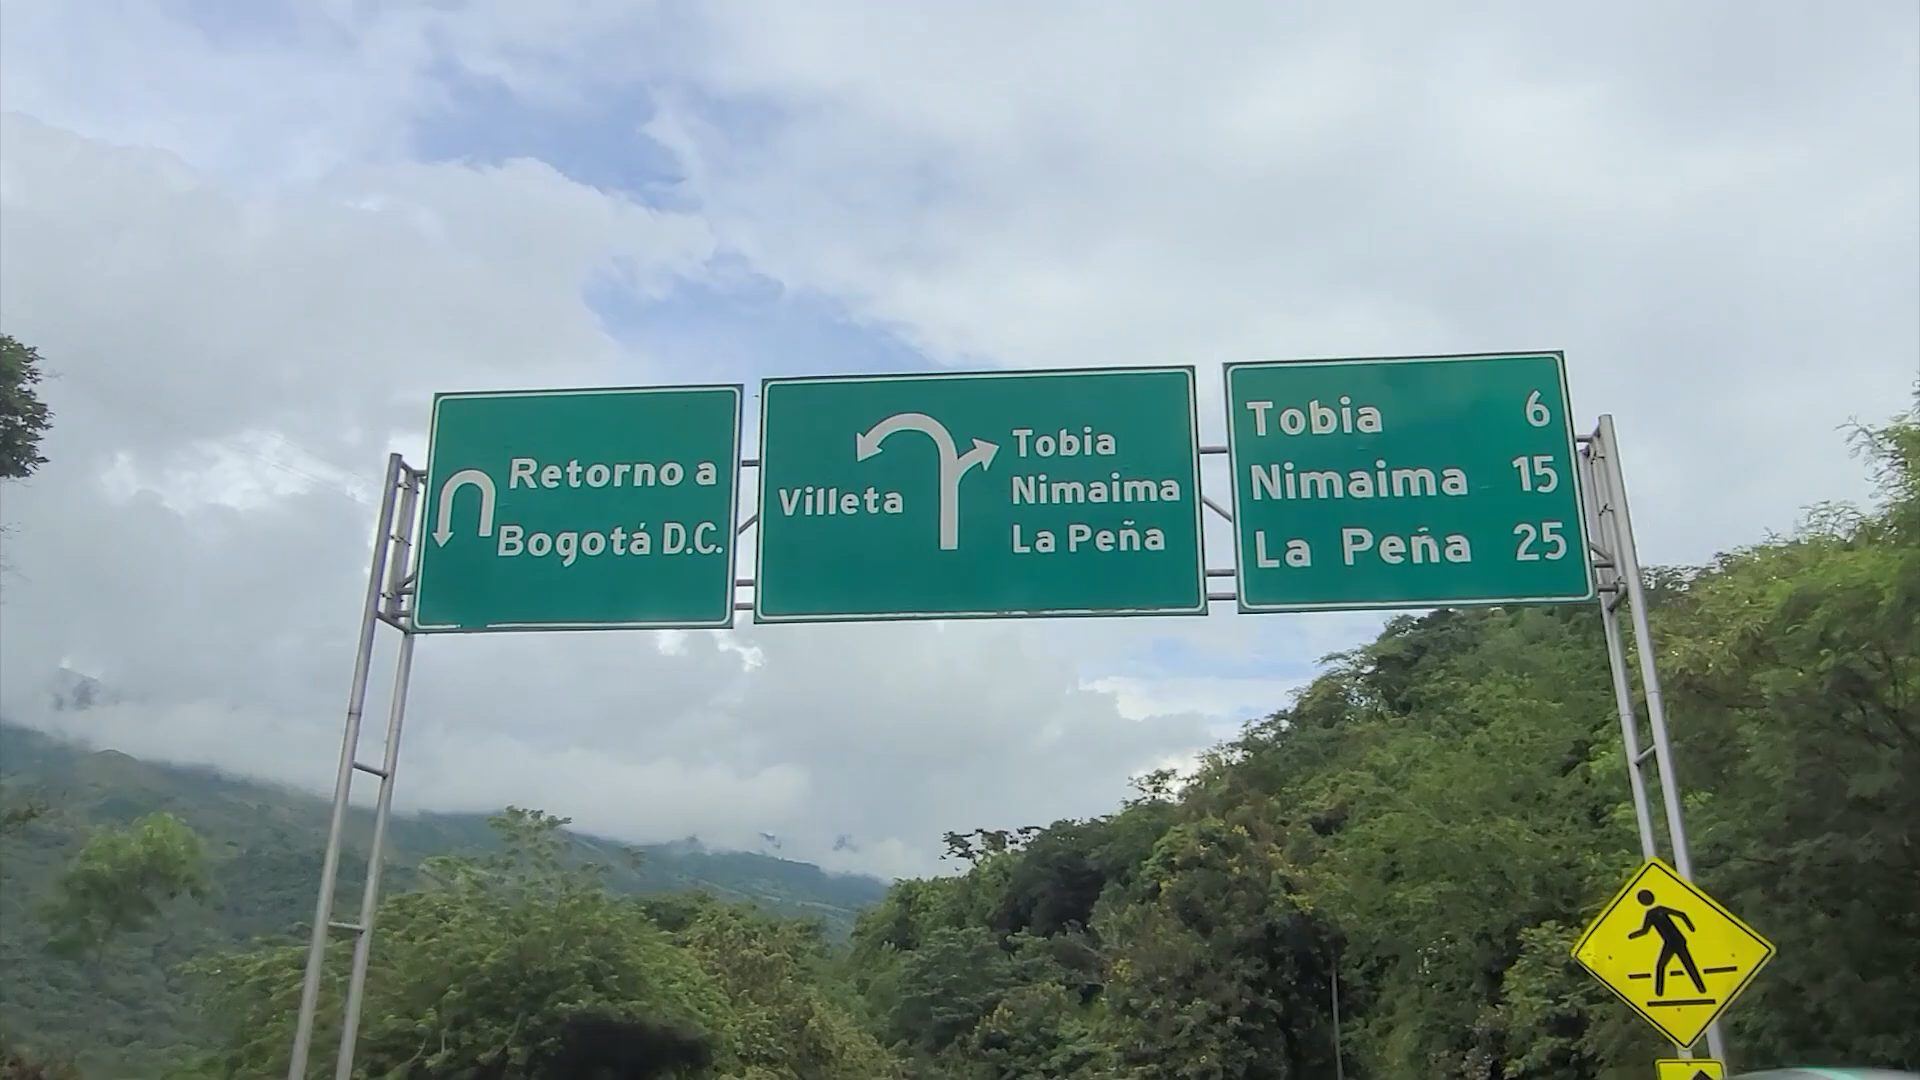 Retorno a
Bogotá D.C.
Villeta
Tobia
Nimaima
La Peña
Tobia 6
Nimaima 15
La Peña 25